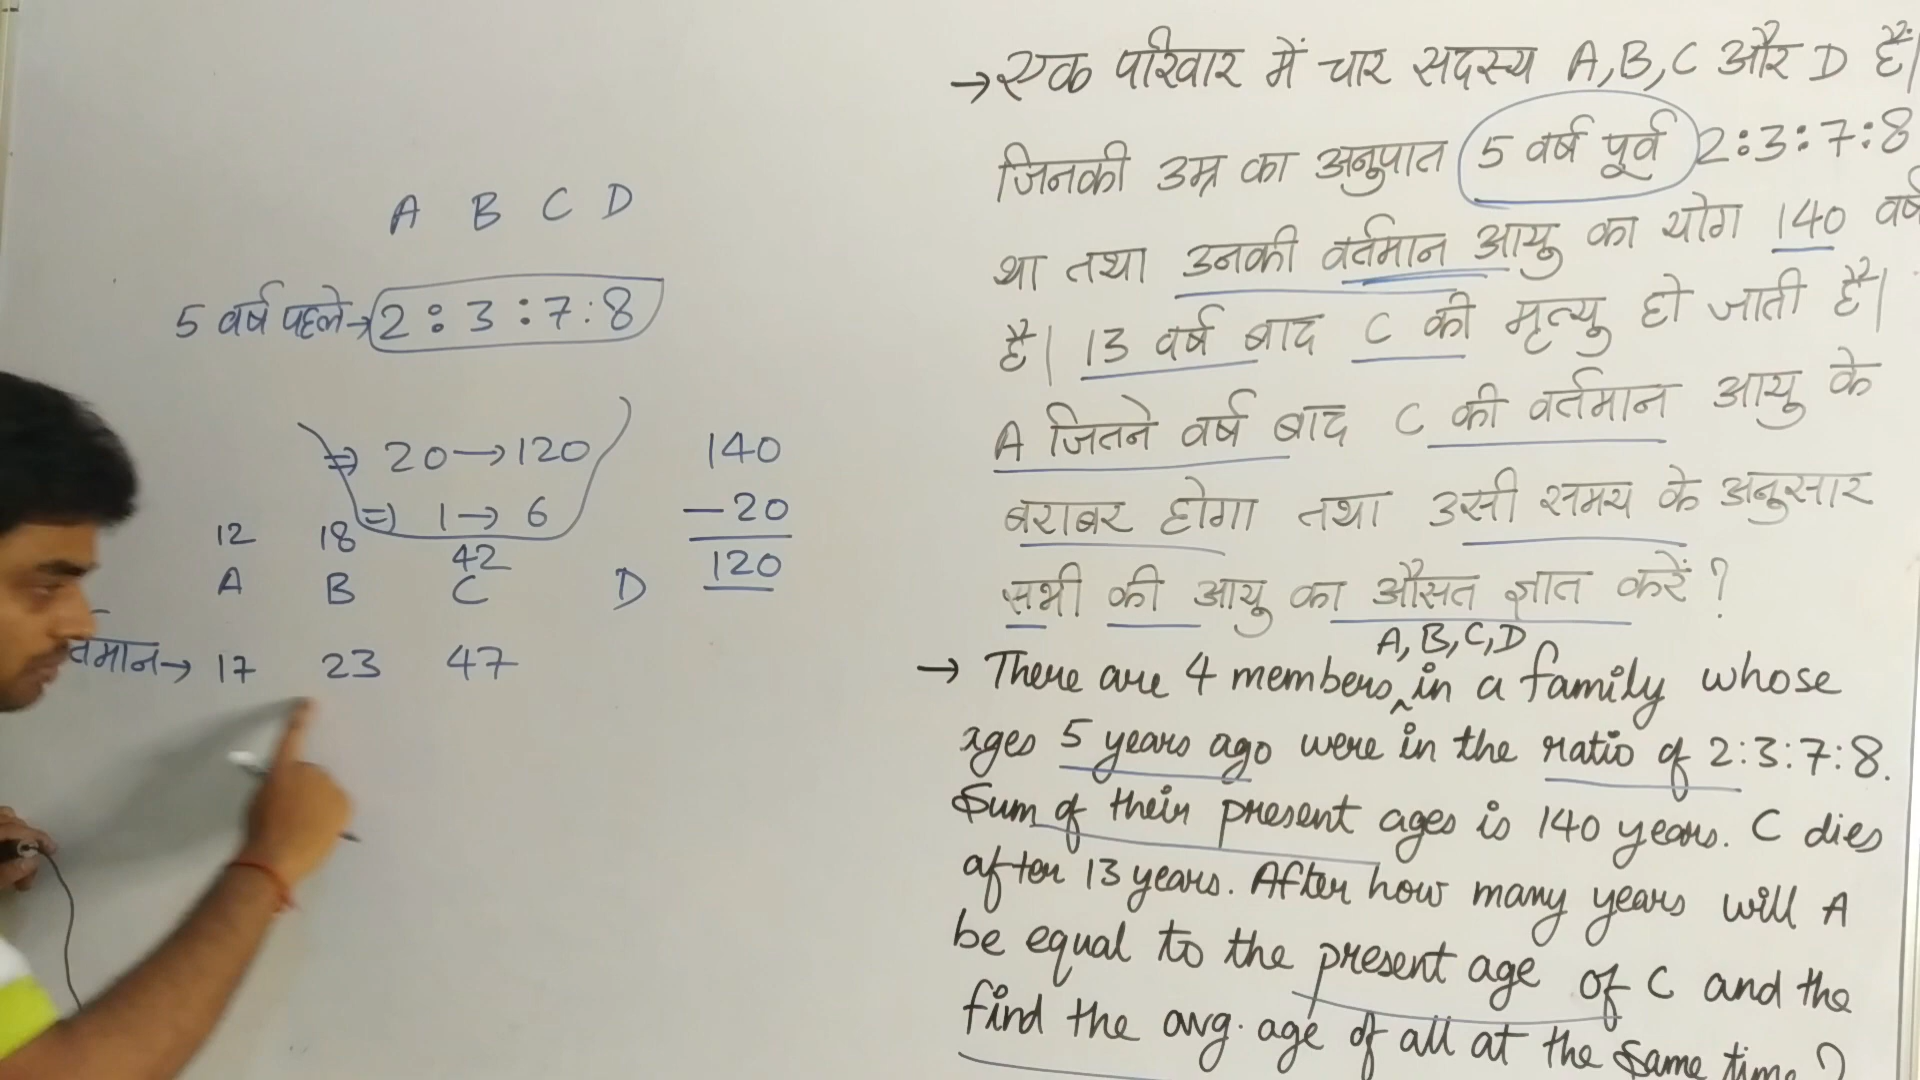 A B C D
5 वर्ष पहले→ 2 : 3 : 7 : 8
⇒ 20→120
⇒ 1→ 6
140
—20
120
12 18 42
A B C D
→ 17 23 47
→ एक परिवार में चार सदस्य A,B,C और D हैं|
जिनकी उम्र का अनुपात 5 वर्ष पूर्व 2:3:7:8
था तथा उनकी वर्तमान आयु का योग 140 वर्ष
है| 13 वर्ष बाद C की मृत्यु हो जाती है|
A जितने वर्ष बाद C की वर्तमान आयु के
बराबर होगा तथा उसी समय के अनुसार
सभी की आयु का औसत ज्ञात करें?
A, B, C, D
→ There are 4 members ^ in a family whose
ages 5 years ago were in the ratio of 2:3:7:8.
Sum of their present ages is 140 years. C dies
after 13 years. After how many years will A
be equal to the present age of C and the
find the avg. age of all at the same time?